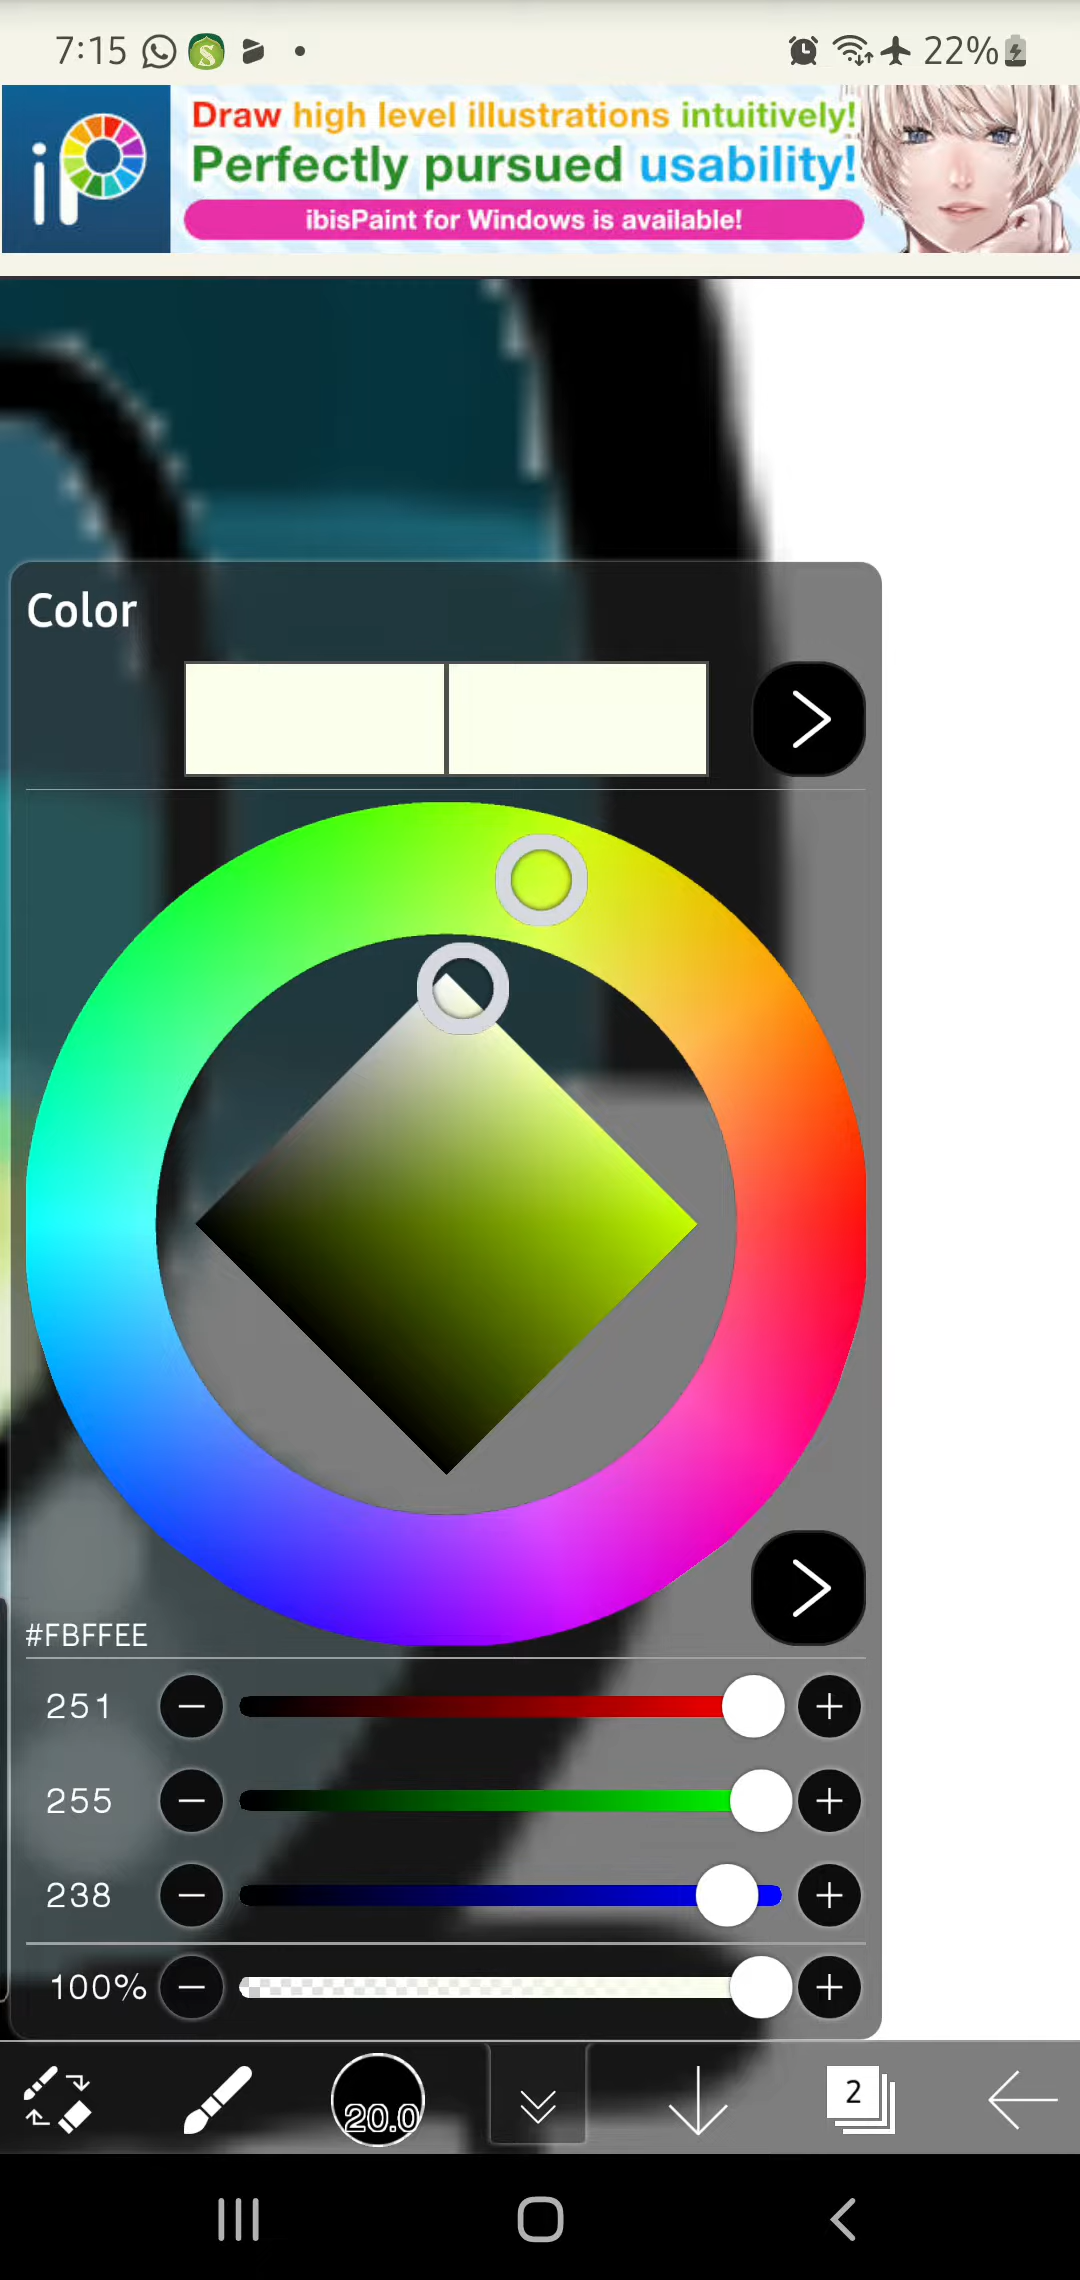 7:15
22%
iP
Draw high level illustrations intuitively!
Perfectly pursued usability!
ibisPaint for Windows is available!
Color
#FBFFEE
251
255
238
100%
20.0
2